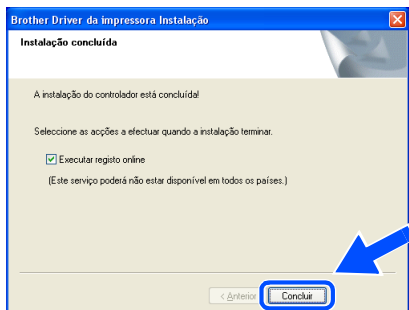 Brother Driver da impressora Instalação
Instalação concluída
A instalação do controlador está concluída!
Seleccione as acções a efectuar quando a instalação terminar.
Executar registo online
(Este serviço poderá não estar disponível em todos os países.)
< Anterior Concluir